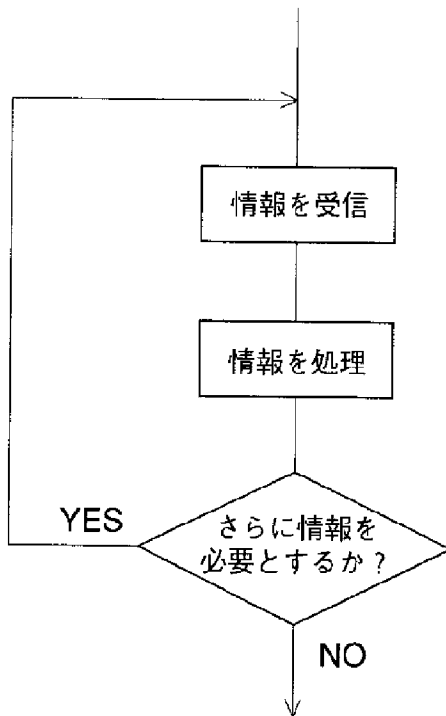 情報を受信
情報を処理
さらに情報を
必要とするか？
YES
NO